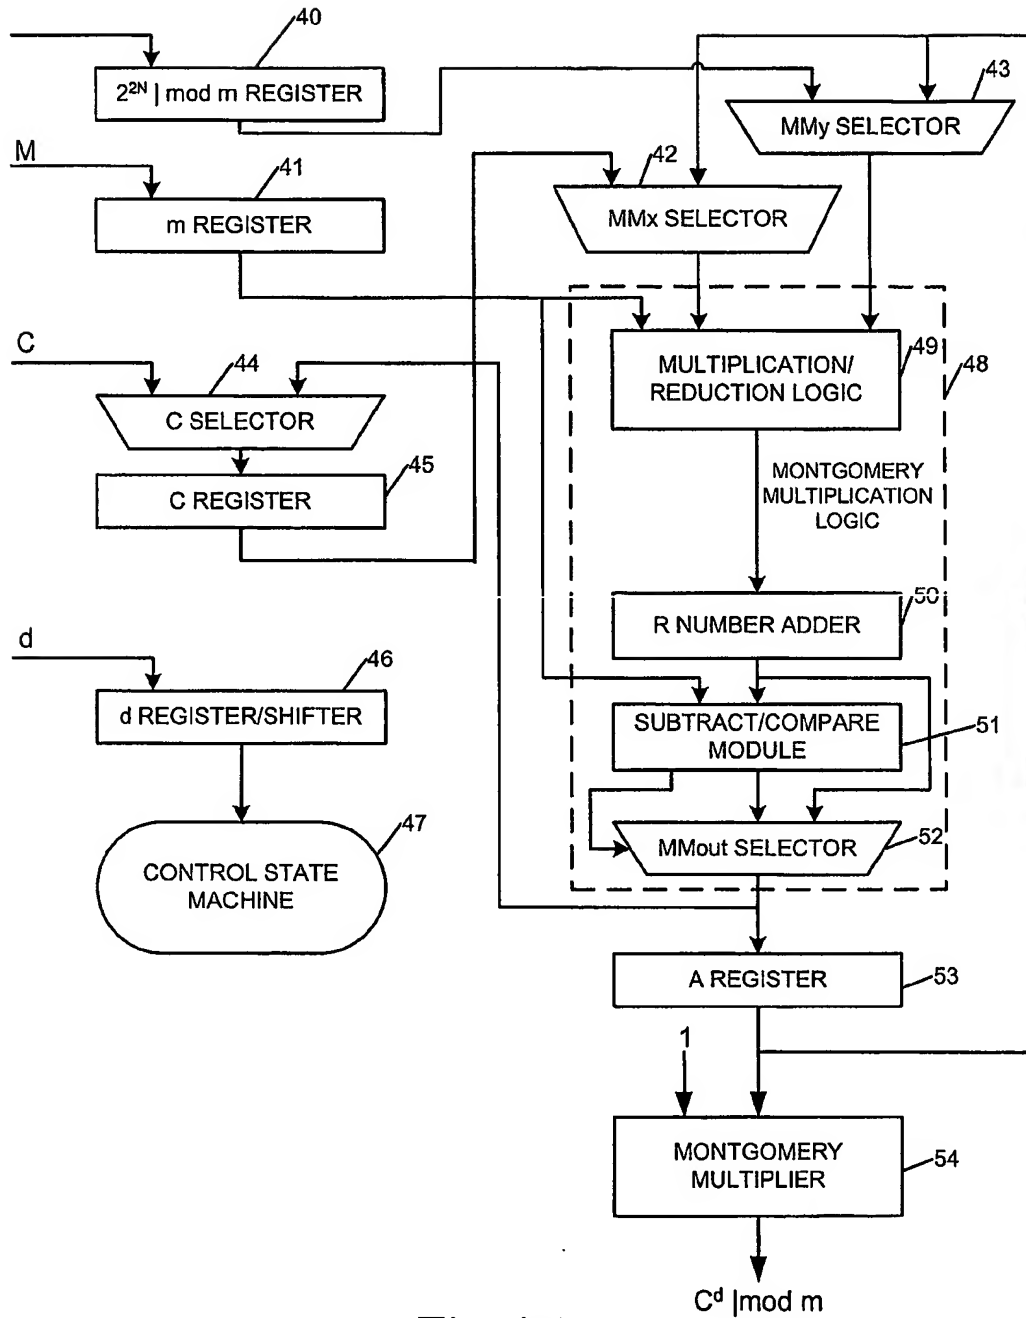 40
2^2N | mod m REGISTER
43
MMy SELECTOR
M
41
m REGISTER
42
MMx SELECTOR
C
44
C SELECTOR
45
C REGISTER
49
48
MULTIPLICATION/
REDUCTION LOGIC
MONTGOMERY
MULTIPLICATION
LOGIC
50
R NUMBER ADDER
d
46
d REGISTER/SHIFTER
SUBTRACT/COMPARE
MODULE
51
47
CONTROL STATE
MACHINE
MMout SELECTOR
52
A REGISTER
53
1
MONTGOMERY
MULTIPLIER
54
C^d |mod m